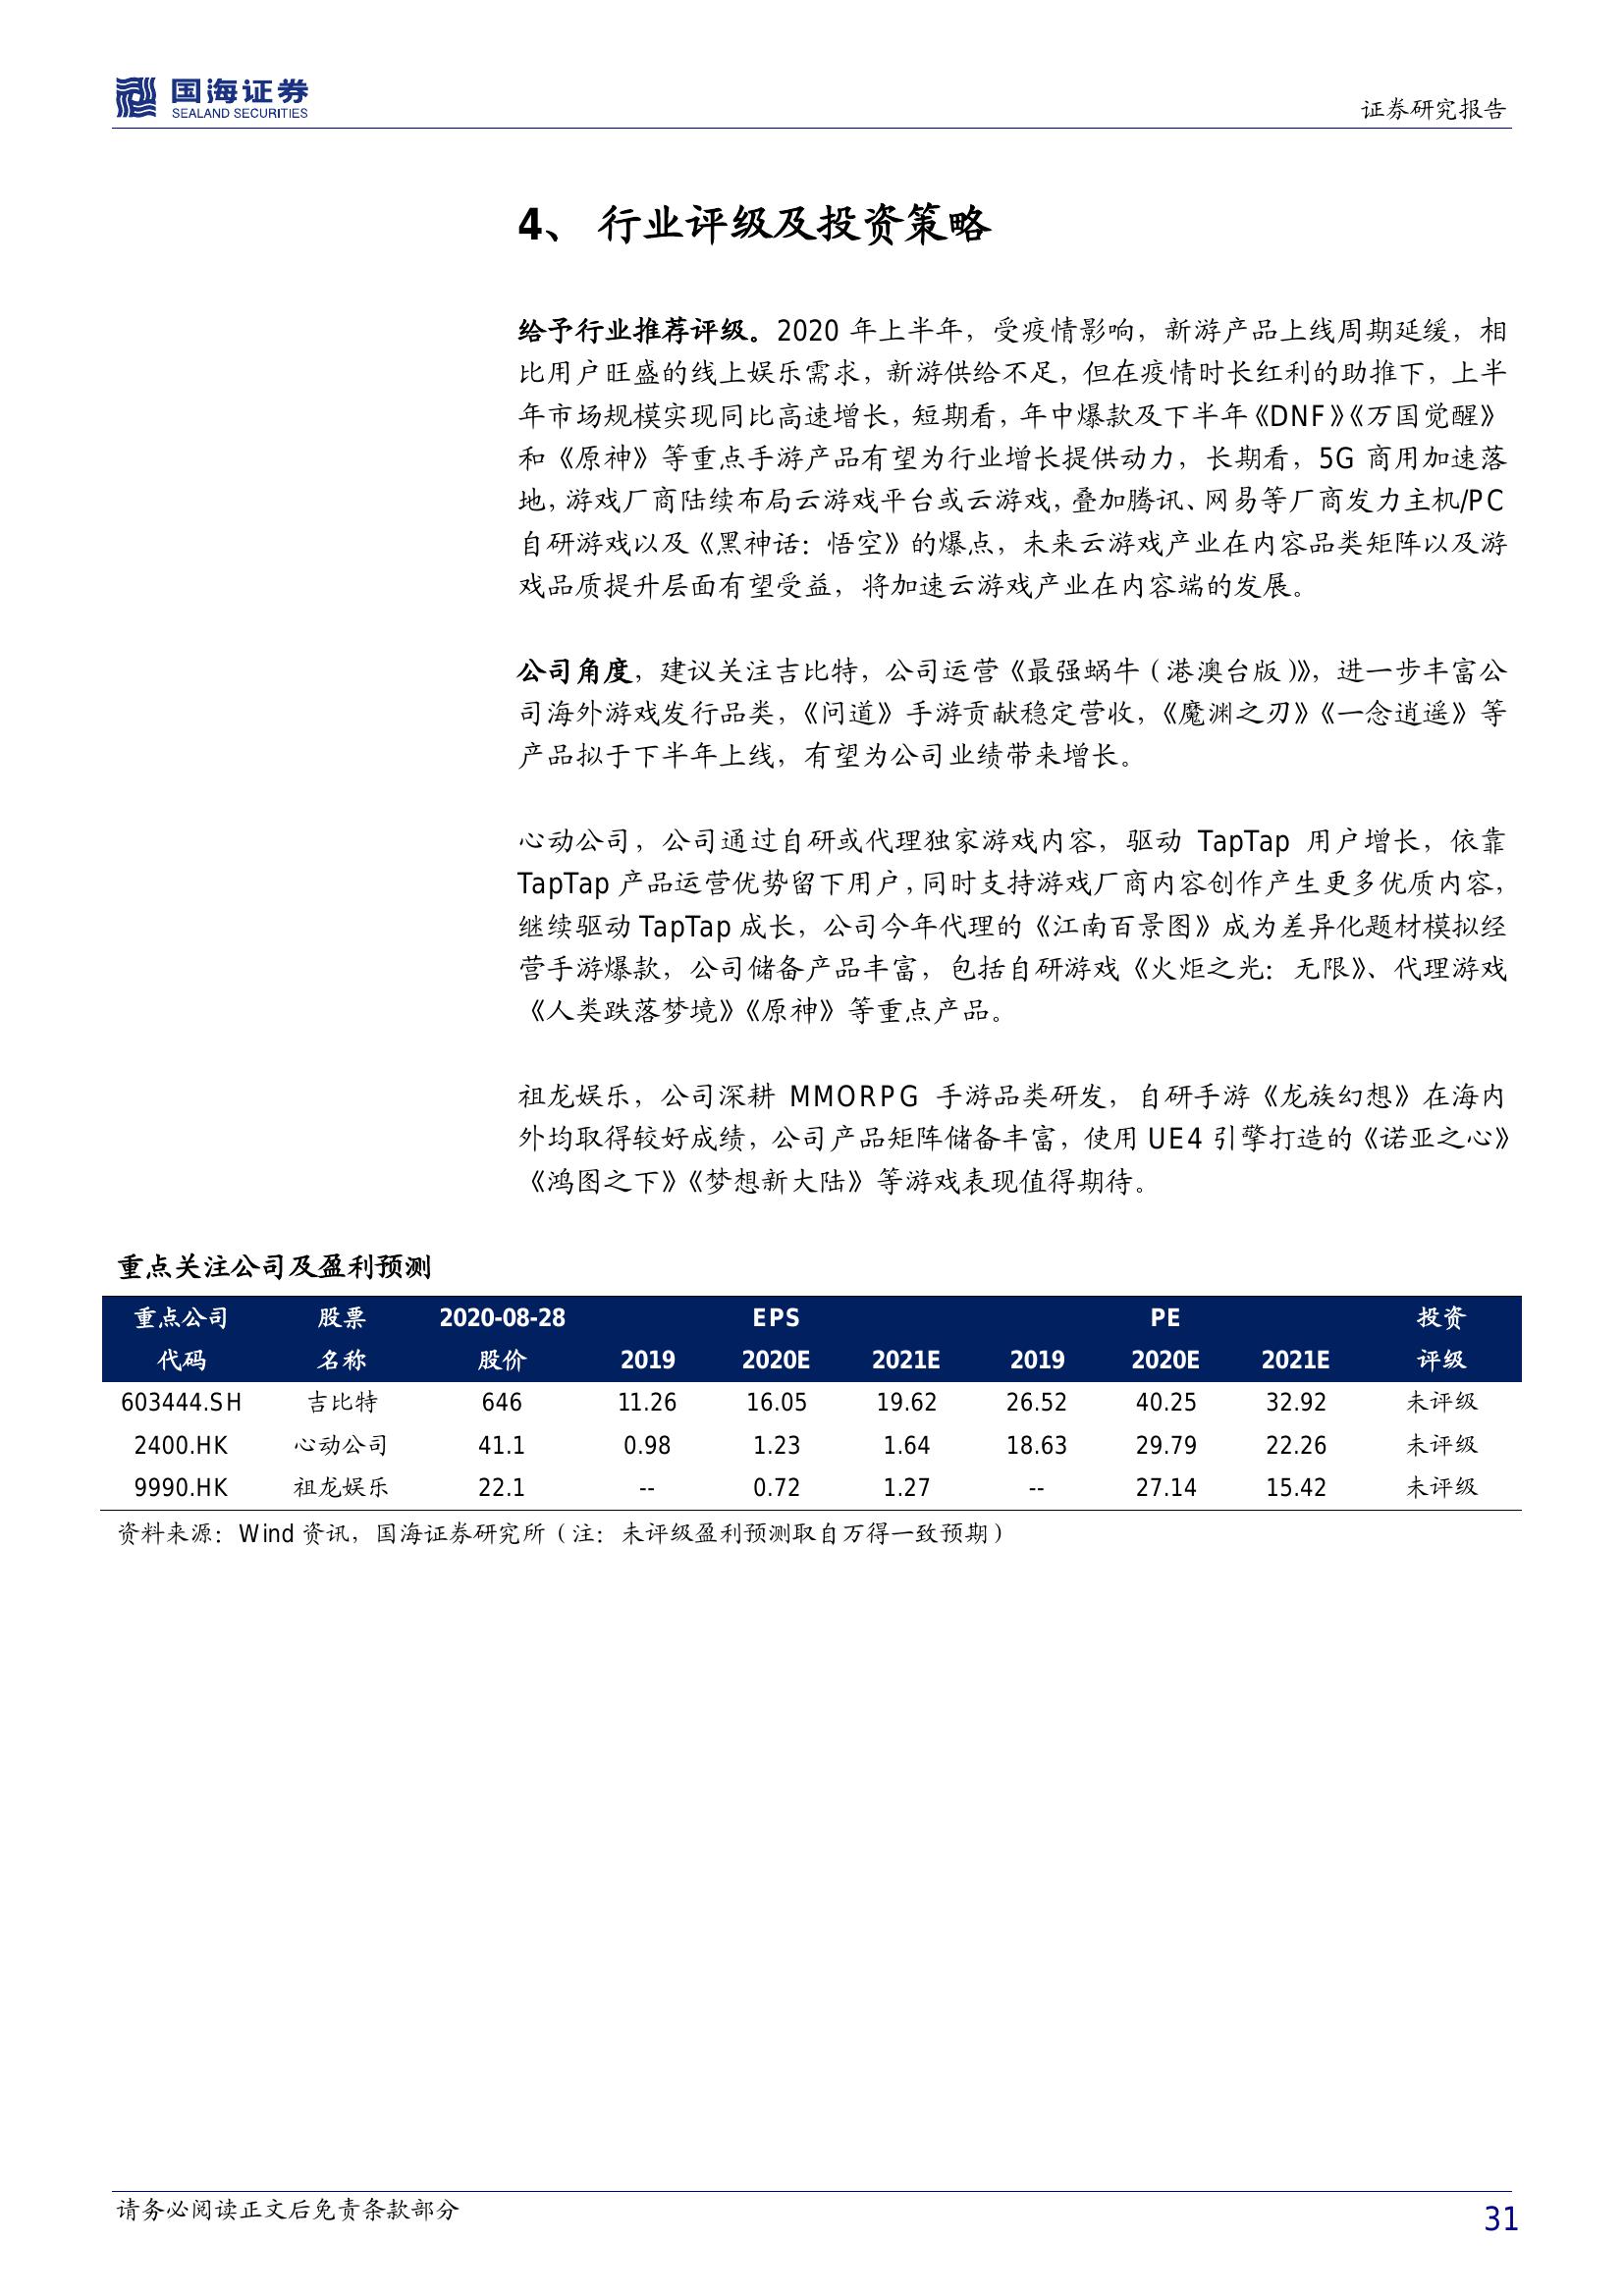 国海证券
SEALAND SECURITIES
证券研究报告
4、 行业评级及投资策略
给予行业推荐评级。2020 年上半年，受疫情影响，新游产品上线周期延缓，相
比用户旺盛的线上娱乐需求，新游供给不足，但在疫情时长红利的助推下，上半
年市场规模实现同比高速增长，短期看，年中爆款及下半年《DNF》《万国觉醒》
和《原神》等重点手游产品有望为行业增长提供动力，长期看，5G 商用加速落
地，游戏厂商陆续布局云游戏平台或云游戏，叠加腾讯、网易等厂商发力主机/PC
自研游戏以及《黑神话：悟空》的爆点，未来云游戏产业在内容品类矩阵以及游
戏品质提升层面有望受益，将加速云游戏产业在内容端的发展。
公司角度，建议关注吉比特，公司运营《最强蜗牛（港澳台版）》，进一步丰富公
司海外游戏发行品类，《问道》手游贡献稳定营收，《魔渊之刃》《一念逍遥》等
产品拟于下半年上线，有望为公司业绩带来增长。
心动公司，公司通过自研或代理独家游戏内容，驱动 TapTap 用户增长，依靠
TapTap 产品运营优势留下用户，同时支持游戏厂商内容创作产生更多优质内容，
继续驱动 TapTap 成长，公司今年代理的《江南百景图》成为差异化题材模拟经
营手游爆款，公司储备产品丰富，包括自研游戏《火炬之光：无限》、代理游戏
《人类跌落梦境》《原神》等重点产品。
祖龙娱乐，公司深耕 MMORPG 手游品类研发，自研手游《龙族幻想》在海内
外均取得较好成绩，公司产品矩阵储备丰富，使用 UE4 引擎打造的《诺亚之心》
《鸿图之下》《梦想新大陆》等游戏表现值得期待。
重点关注公司及盈利预测
重点公司 股票 2020-08-28 EPS PE 投资
代码 名称 股价 2019 2020E 2021E 2019 2020E 2021E 评级
603444.SH 吉比特 646 11.26 16.05 19.62 26.52 40.25 32.92 未评级
2400.HK 心动公司 41.1 0.98 1.23 1.64 18.63 29.79 22.26 未评级
9990.HK 祖龙娱乐 22.1 -- 0.72 1.27 -- 27.14 15.42 未评级
资料来源：Wind 资讯，国海证券研究所（注：未评级盈利预测取自万得一致预期）
请务必阅读正文后免责条款部分
31